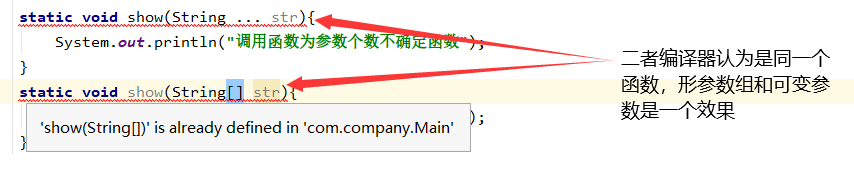 static void show(String ... str){
System.out.println("调用函数为参数个数不确定函数");
}
static void show(String[] str){
'show(String[])' is already defined in 'com.company.Main'
);
}
二者编译器认为是同一个
函数，形参数组和可变参
数是一个效果